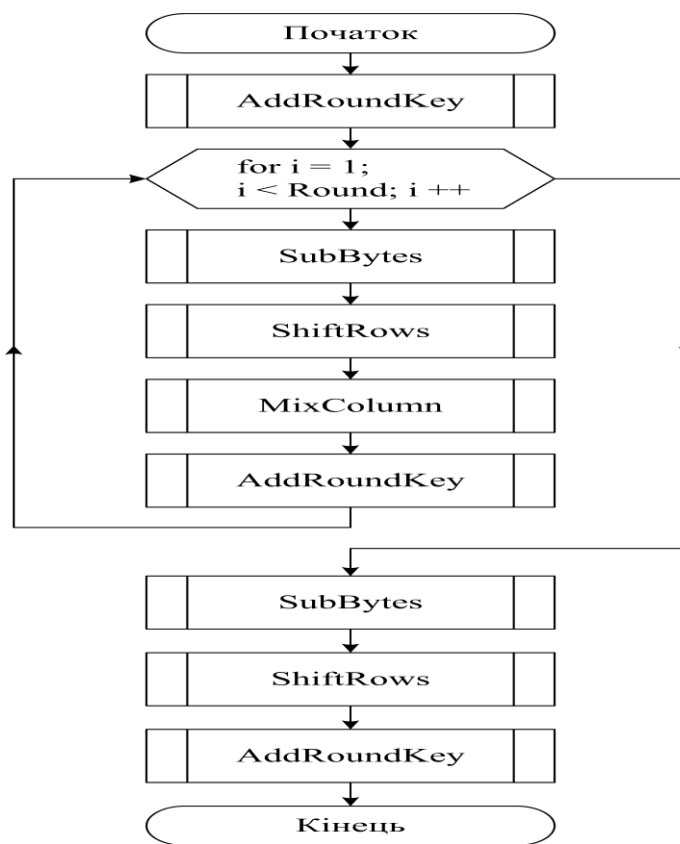 Початок
AddRoundKey
for i = 1;
i < Round; i ++
SubBytes
ShiftRows
MixColumn
AddRoundKey
SubBytes
ShiftRows
AddRoundKey
Кінець